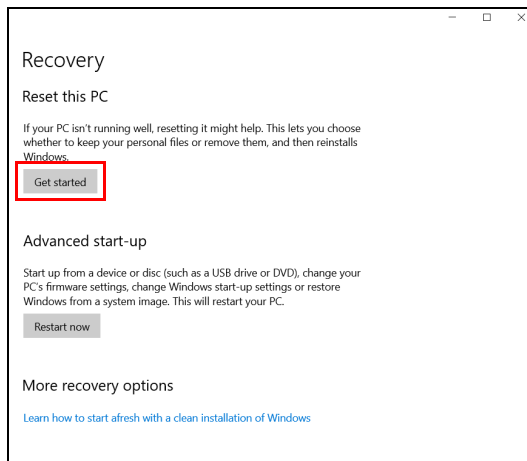 Recovery
Reset this PC
If your PC isn't running well, resetting it might help. This lets you choose
whether to keep your personal files or remove them, and then reinstalls
Windows.
Get started
Advanced start-up
Start up from a device or disc (such as a USB drive or DVD), change your
PC's firmware settings, change Windows start-up settings or restore
Windows from a system image. This will restart your PC.
Restart now
More recovery options
Learn how to start afresh with a clean installation of Windows